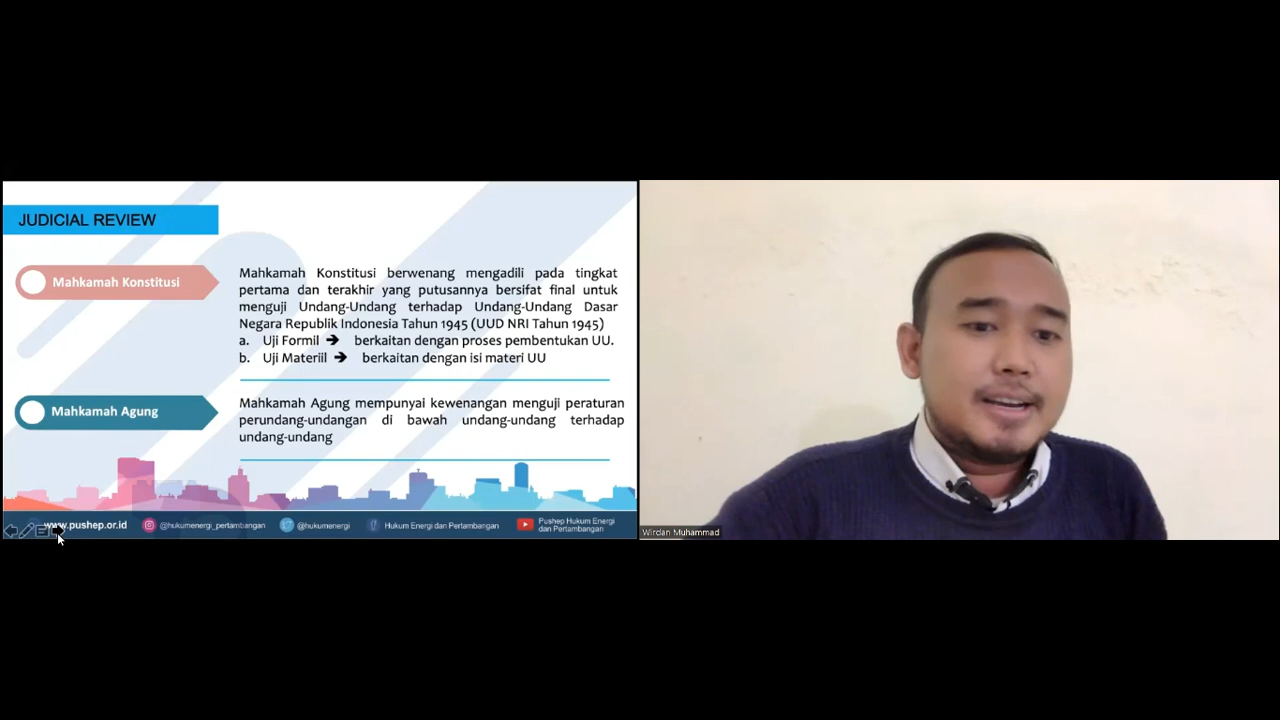 JUDICIAL REVIEW
Mahkamah Konstitusi
Mahkamah Konstitusi berwenang mengadili pada tingkat
pertama dan terakhir yang putusannya bersifat final untuk
menguji Undang-Undang terhadap Undang-Undang Dasar
Negara Republik Indonesia Tahun 1945 (UUD NRI Tahun 1945)
a. Uji Formil ➔ berkaitan dengan proses pembentukan UU.
b. Uji Materiil ➔ berkaitan dengan isi materi UU
Mahkamah Agung
Mahkamah Agung mempunyai kewenangan menguji peraturan
perundang-undangan di bawah undang-undang terhadap
undang-undang
www.pushep.or.id
@hukumenergi_pertambangan
@hukumenergi
Hukum Energi dan Pertambangan
Pushep Hukum Energi
dan Pertambangan
Wirdan Muhammad